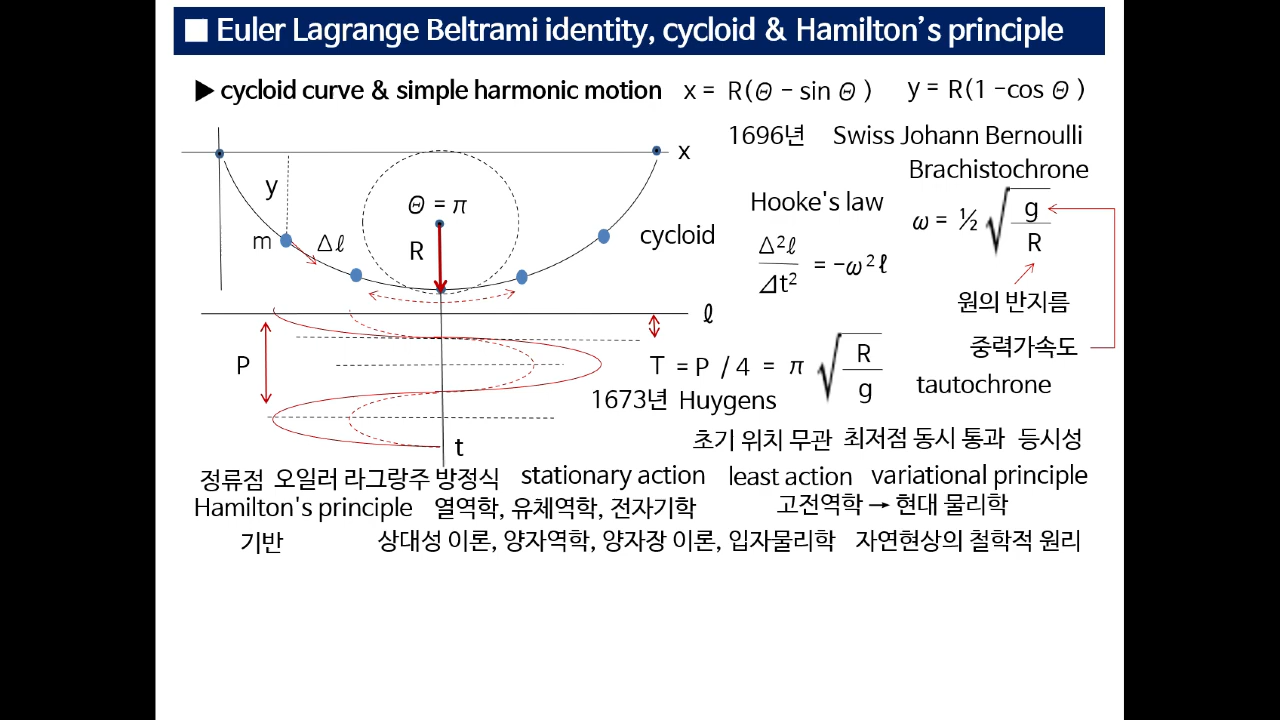 ■ Euler Lagrange Beltrami identity, cycloid & Hamilton's principle
▶ cycloid curve & simple harmonic motion x = R(Θ - sin Θ) y = R(1 -cos Θ)
1696년 Swiss Johann Bernoulli
Brachistochrone
x
y
Θ = π
R
m
Δℓ
cycloid
Hooke's law
Δ²ℓ / Δt² = -ω²ℓ
ω = ½ √ g / R
원의 반지름
중력가속도
ℓ
P
t
T = P / 4 = π √ R / g
tautochrone
1673년 Huygens
초기 위치 무관 최저점 동시 통과 등시성
정류점 오일러 라그랑주 방정식 stationary action least action variational principle
Hamilton's principle 열역학, 유체역학, 전자기학 고전역학 → 현대 물리학
기반 상대성 이론, 양자역학, 양자장 이론, 입자물리학 자연현상의 철학적 원리